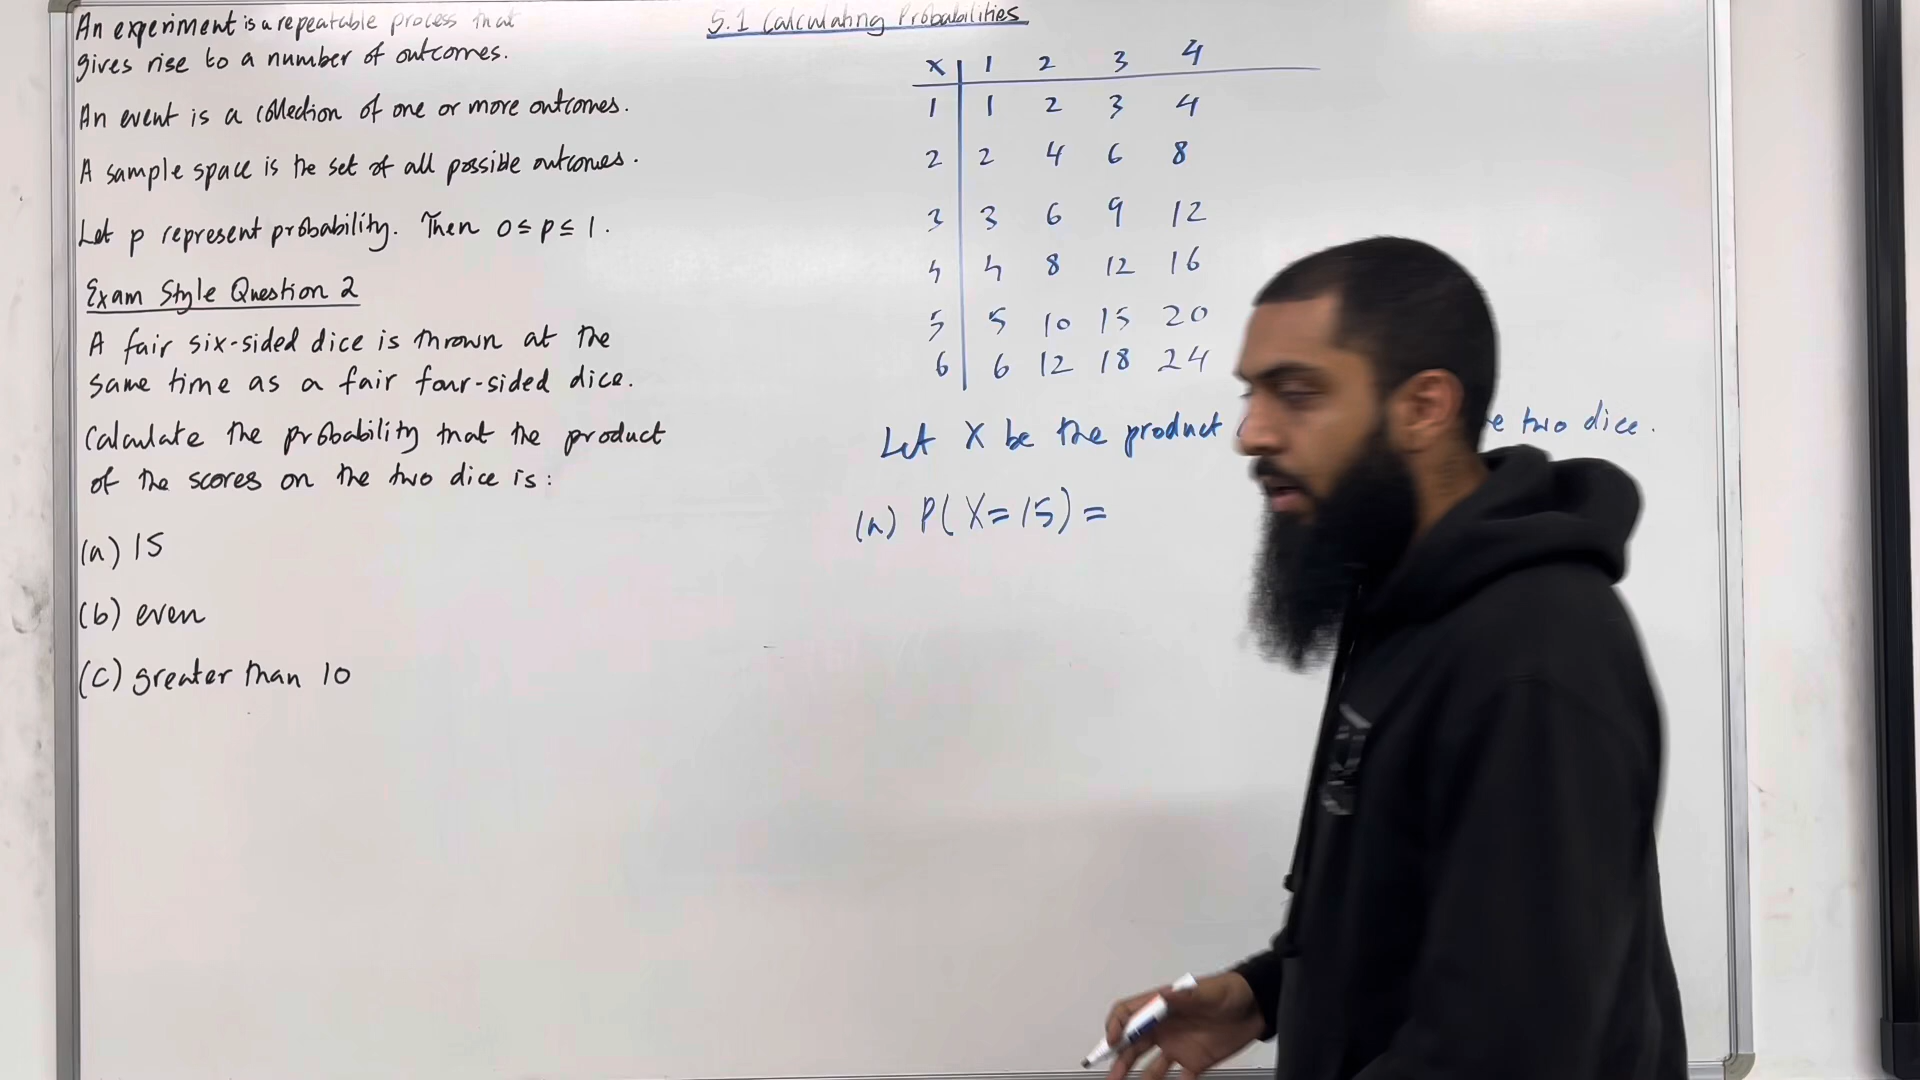 An experiment is a repeatable process that
gives rise to a number of outcomes.
An event is a collection of one or more outcomes.
A sample space is the set of all possible outcomes.
Let p represent probability. Then 0 ≤ p ≤ 1.
Exam Style Question 2
A fair six-sided dice is thrown at the
same time as a fair four-sided dice.
Calculate the probability that the product
of the scores on the two dice is:
(a) 15
(b) even
(c) greater than 10
5.1 Calculating Probabilities
X 1 2 3 4
1 1 2 3 4
2 2 4 6 8
3 3 6 9 12
4 4 8 12 16
5 5 10 15 20
6 6 12 18 24
Let X be the product two dice.
(a) P(X=15) =